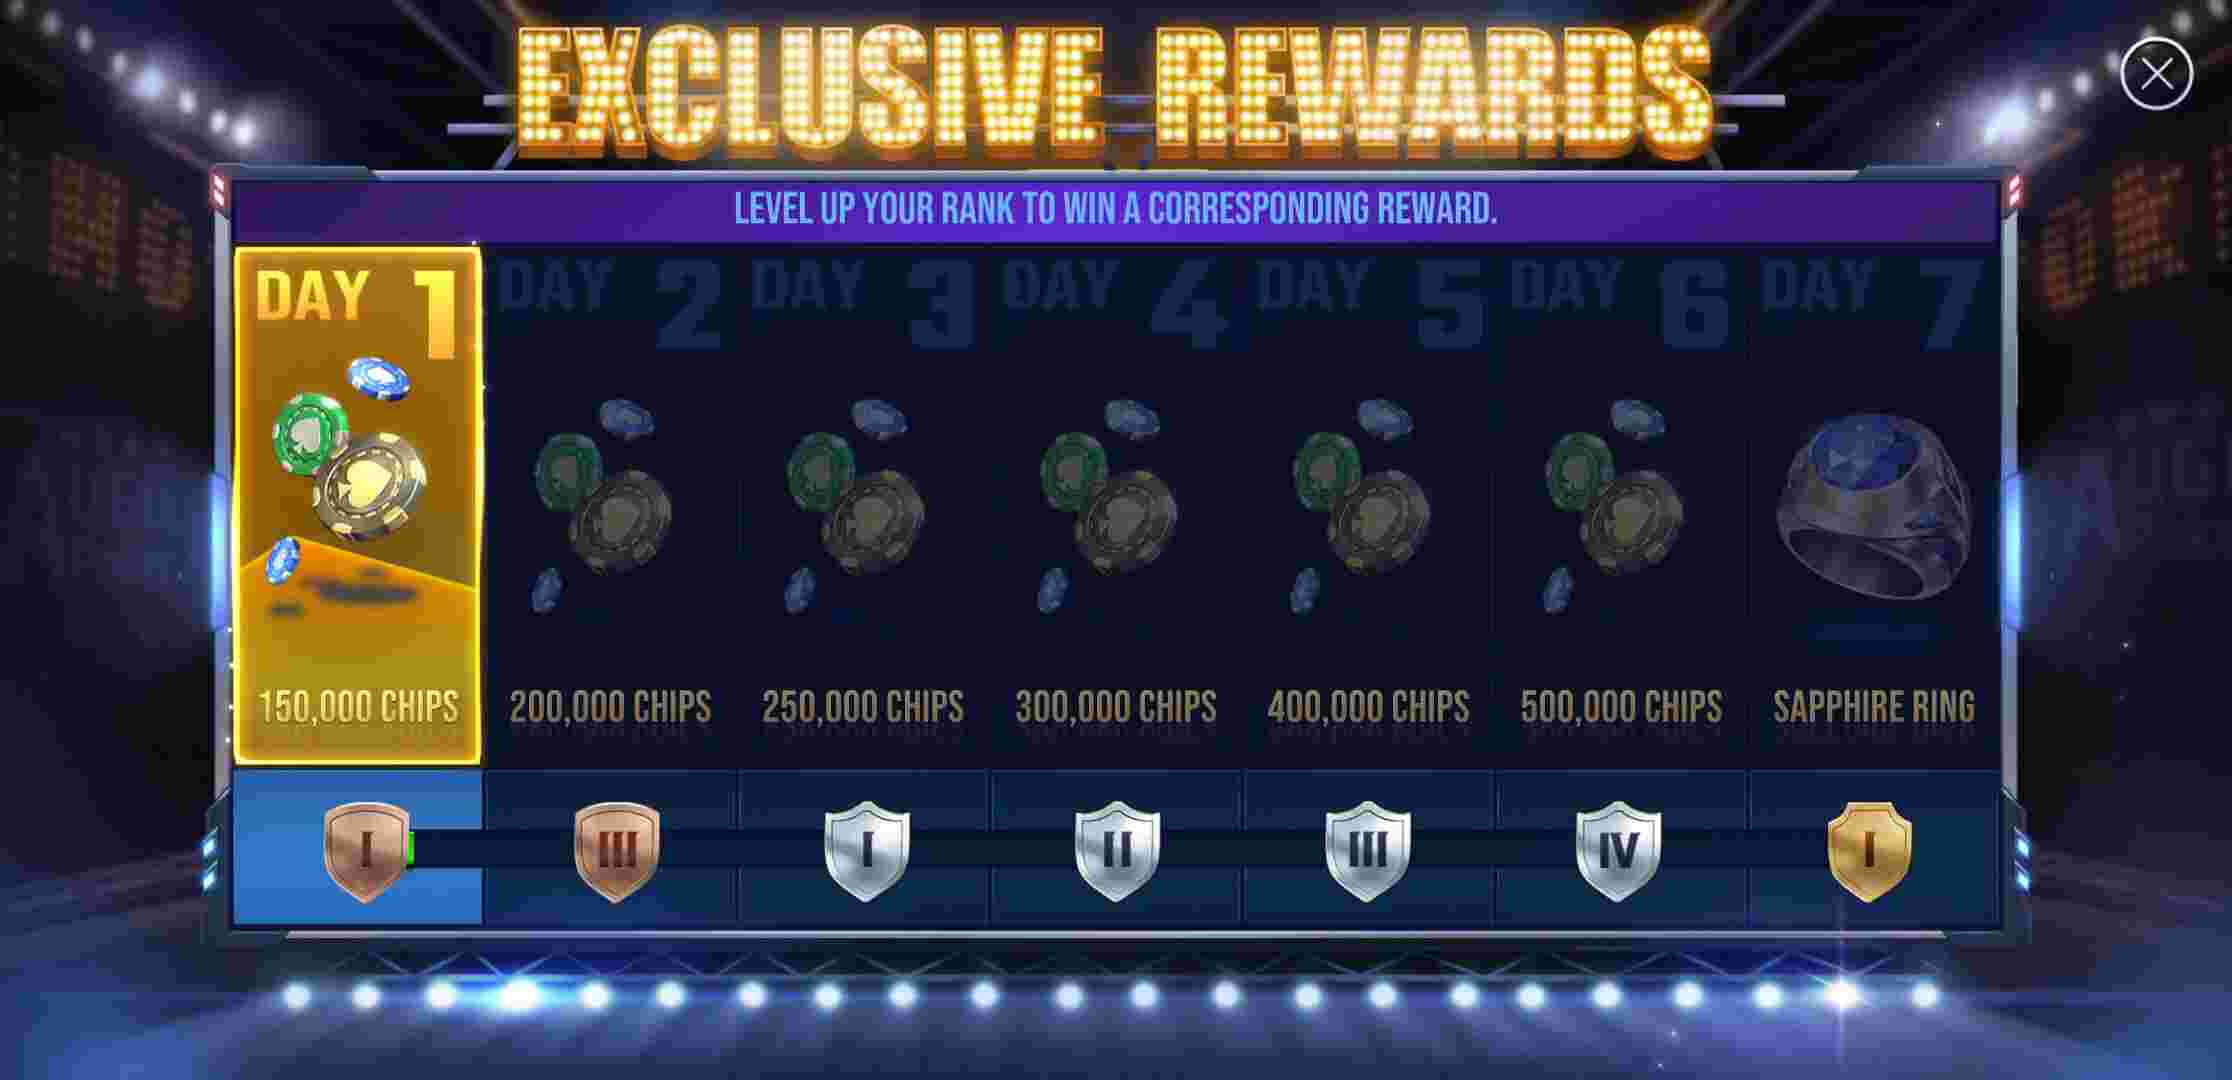 EXCLUSIVE REWARDS
LEVEL UP YOUR RANK TO WIN A CORRESPONDING REWARD.
DAY 1
DAY 2
DAY 3
DAY 4
DAY 5
DAY 6
DAY 7
150,000 CHIPS
200,000 CHIPS
250,000 CHIPS
300,000 CHIPS
400,000 CHIPS
500,000 CHIPS
SAPPHIRE RING
I
III
I
II
III
IV
I